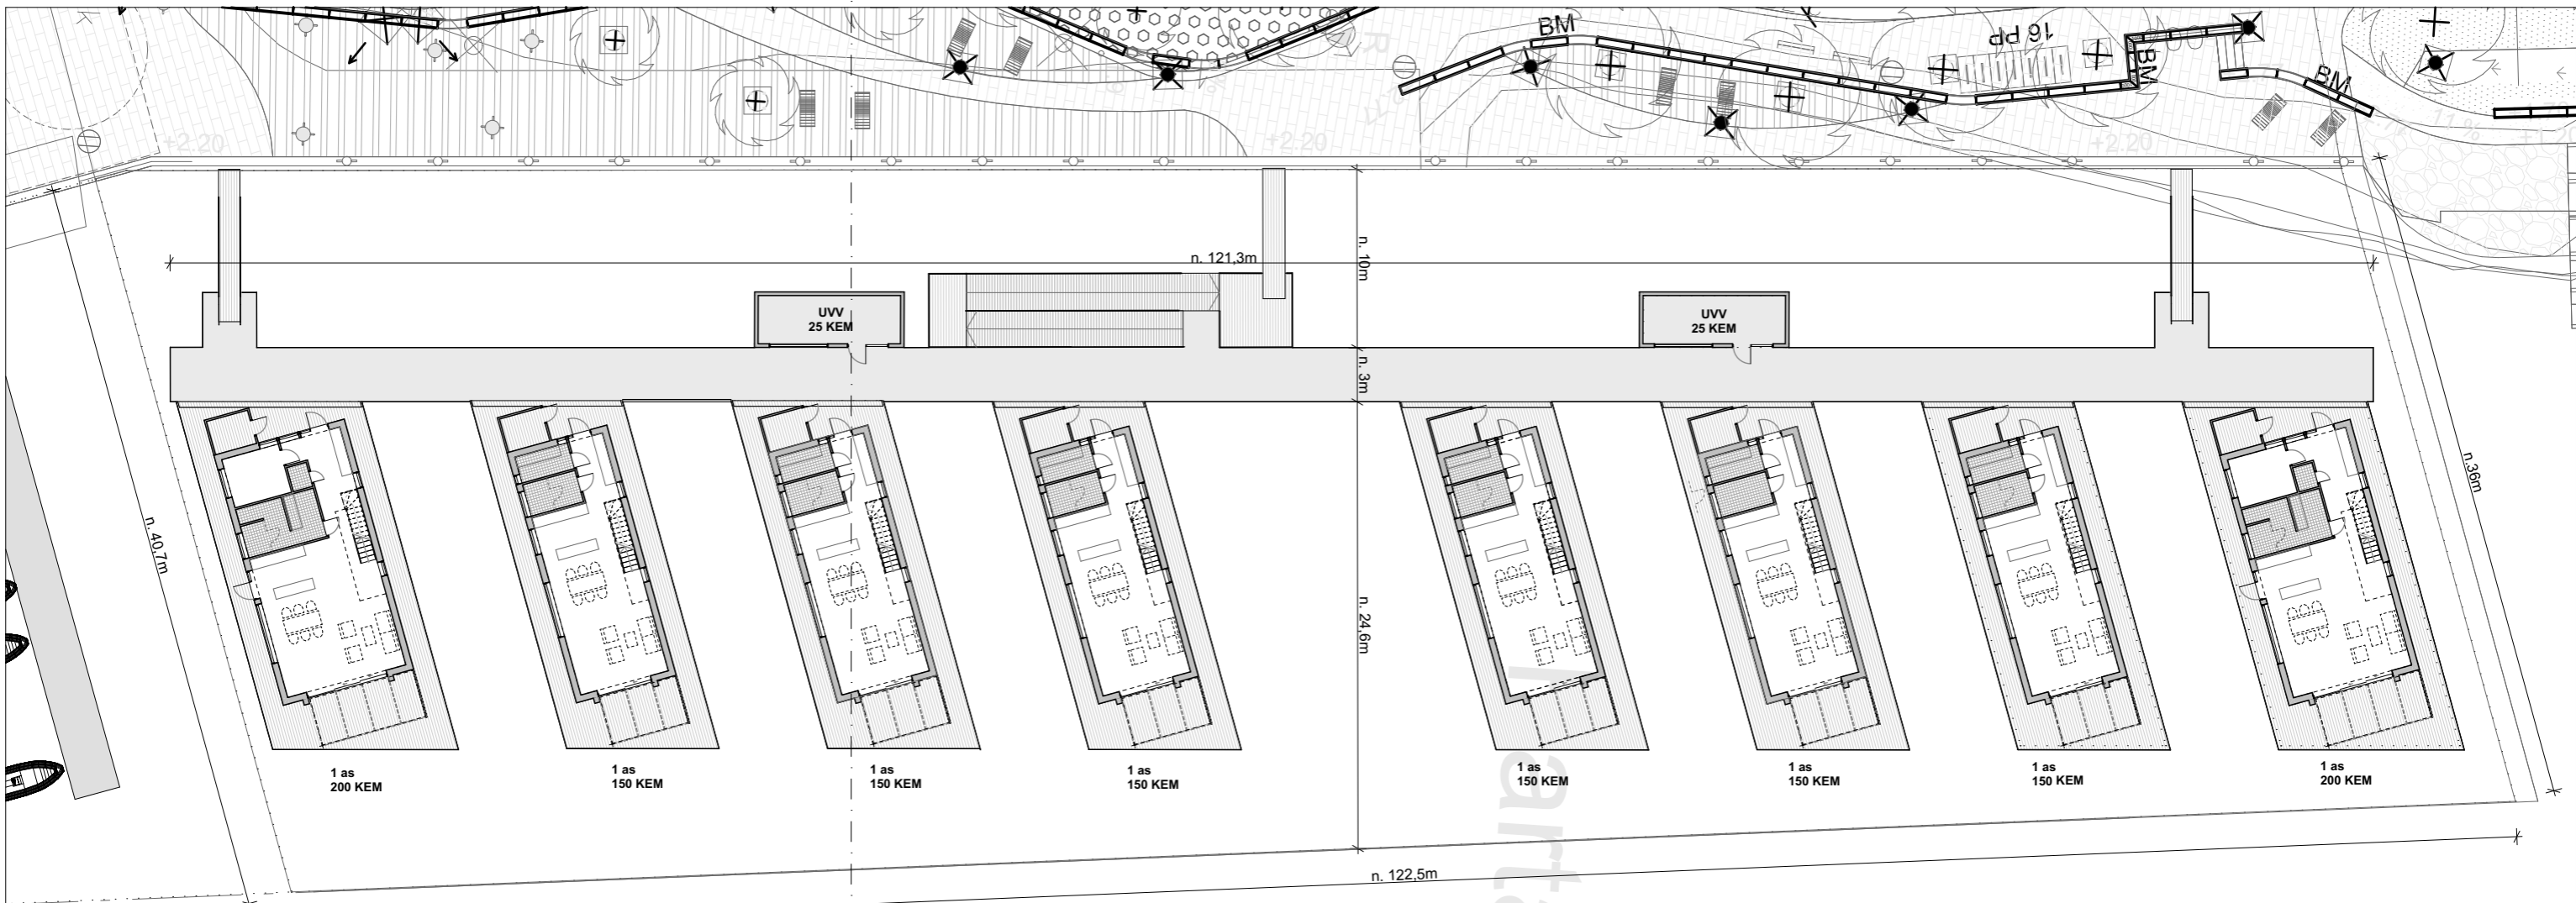 BM
16 PP
BM
BM
+2.20
+2.20
+2.20
11 %
n. 121,3m
n. 10m
UVV
25 KEM
UVV
25 KEM
n. 3m
n. 40,7m
n.36m
n. 24,6m
1 as
200 KEM
1 as
150 KEM
1 as
150 KEM
1 as
150 KEM
1 as
150 KEM
1 as
150 KEM
1 as
150 KEM
1 as
200 KEM
n. 122,5m